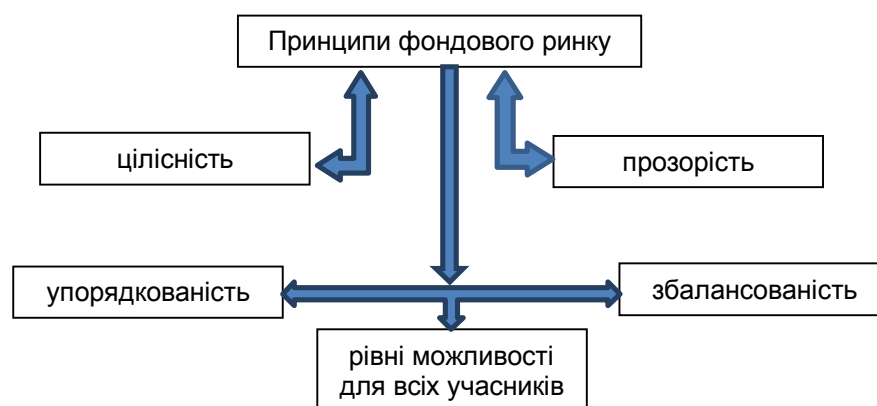 Принципи фондового ринку
цілісність
прозорість
упорядкованість
збалансованість
рівні можливості
для всіх учасників